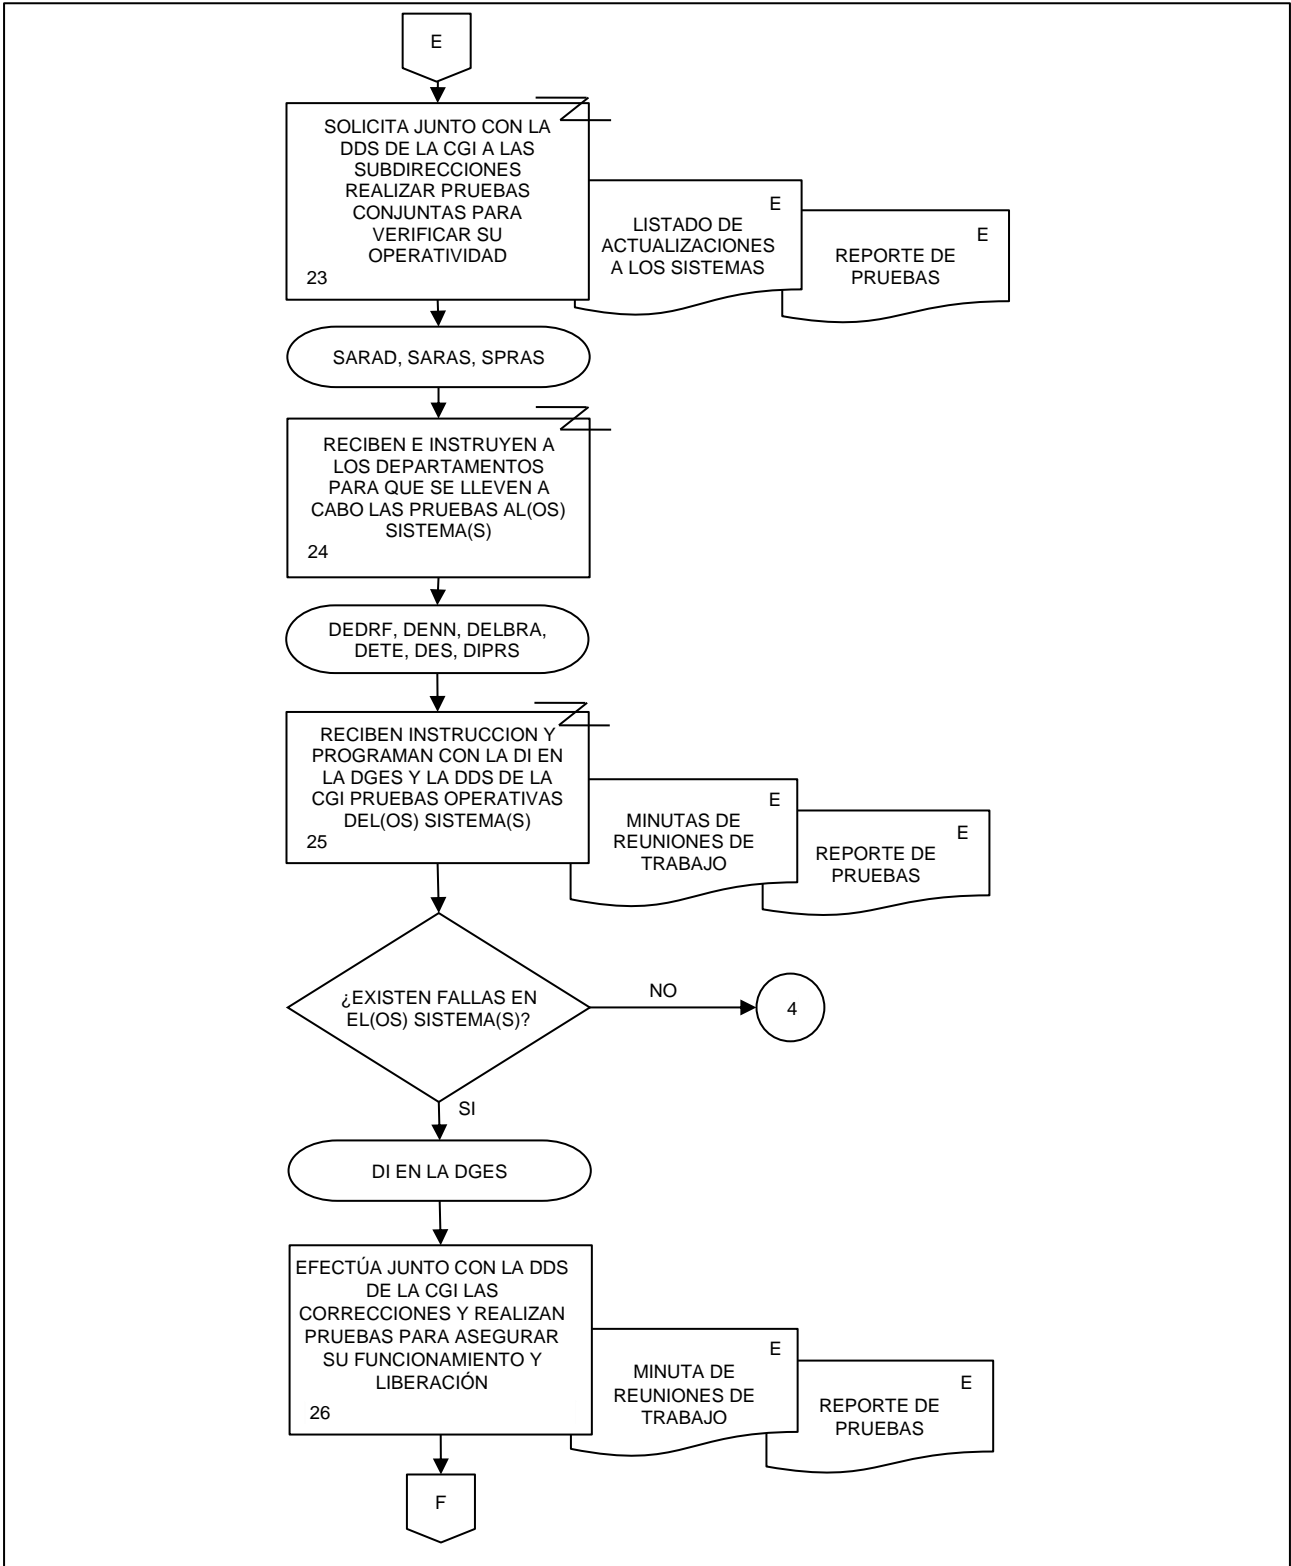 E
SOLICITA JUNTO CON LA
DDS DE LA CGI A LAS
SUBDIRECCIONES
REALIZAR PRUEBAS
CONJUNTAS PARA
VERIFICAR SU
OPERATIVIDAD
23
E
LISTADO DE
ACTUALIZACIONES
A LOS SISTEMAS
E
REPORTE DE
PRUEBAS
SARAD, SARAS, SPRAS
RECIBEN E INSTRUYEN A
LOS DEPARTAMENTOS
PARA QUE SE LLEVEN A
CABO LAS PRUEBAS AL(OS)
SISTEMA(S)
24
DEDRF, DENN, DELBRA,
DETE, DES, DIPRS
RECIBEN INSTRUCCION Y
PROGRAMAN CON LA DI EN
LA DGES Y LA DDS DE LA
CGI PRUEBAS OPERATIVAS
DEL(OS) SISTEMA(S)
25
E
MINUTAS DE
REUNIONES DE
TRABAJO
E
REPORTE DE
PRUEBAS
¿EXISTEN FALLAS EN
EL(OS) SISTEMA(S)?
NO
4
SI
DI EN LA DGES
EFECTÚA JUNTO CON LA DDS
DE LA CGI LAS
CORRECCIONES Y REALIZAN
PRUEBAS PARA ASEGURAR
SU FUNCIONAMIENTO Y
LIBERACIÓN
26
E
MINUTA DE
REUNIONES DE
TRABAJO
E
REPORTE DE
PRUEBAS
F